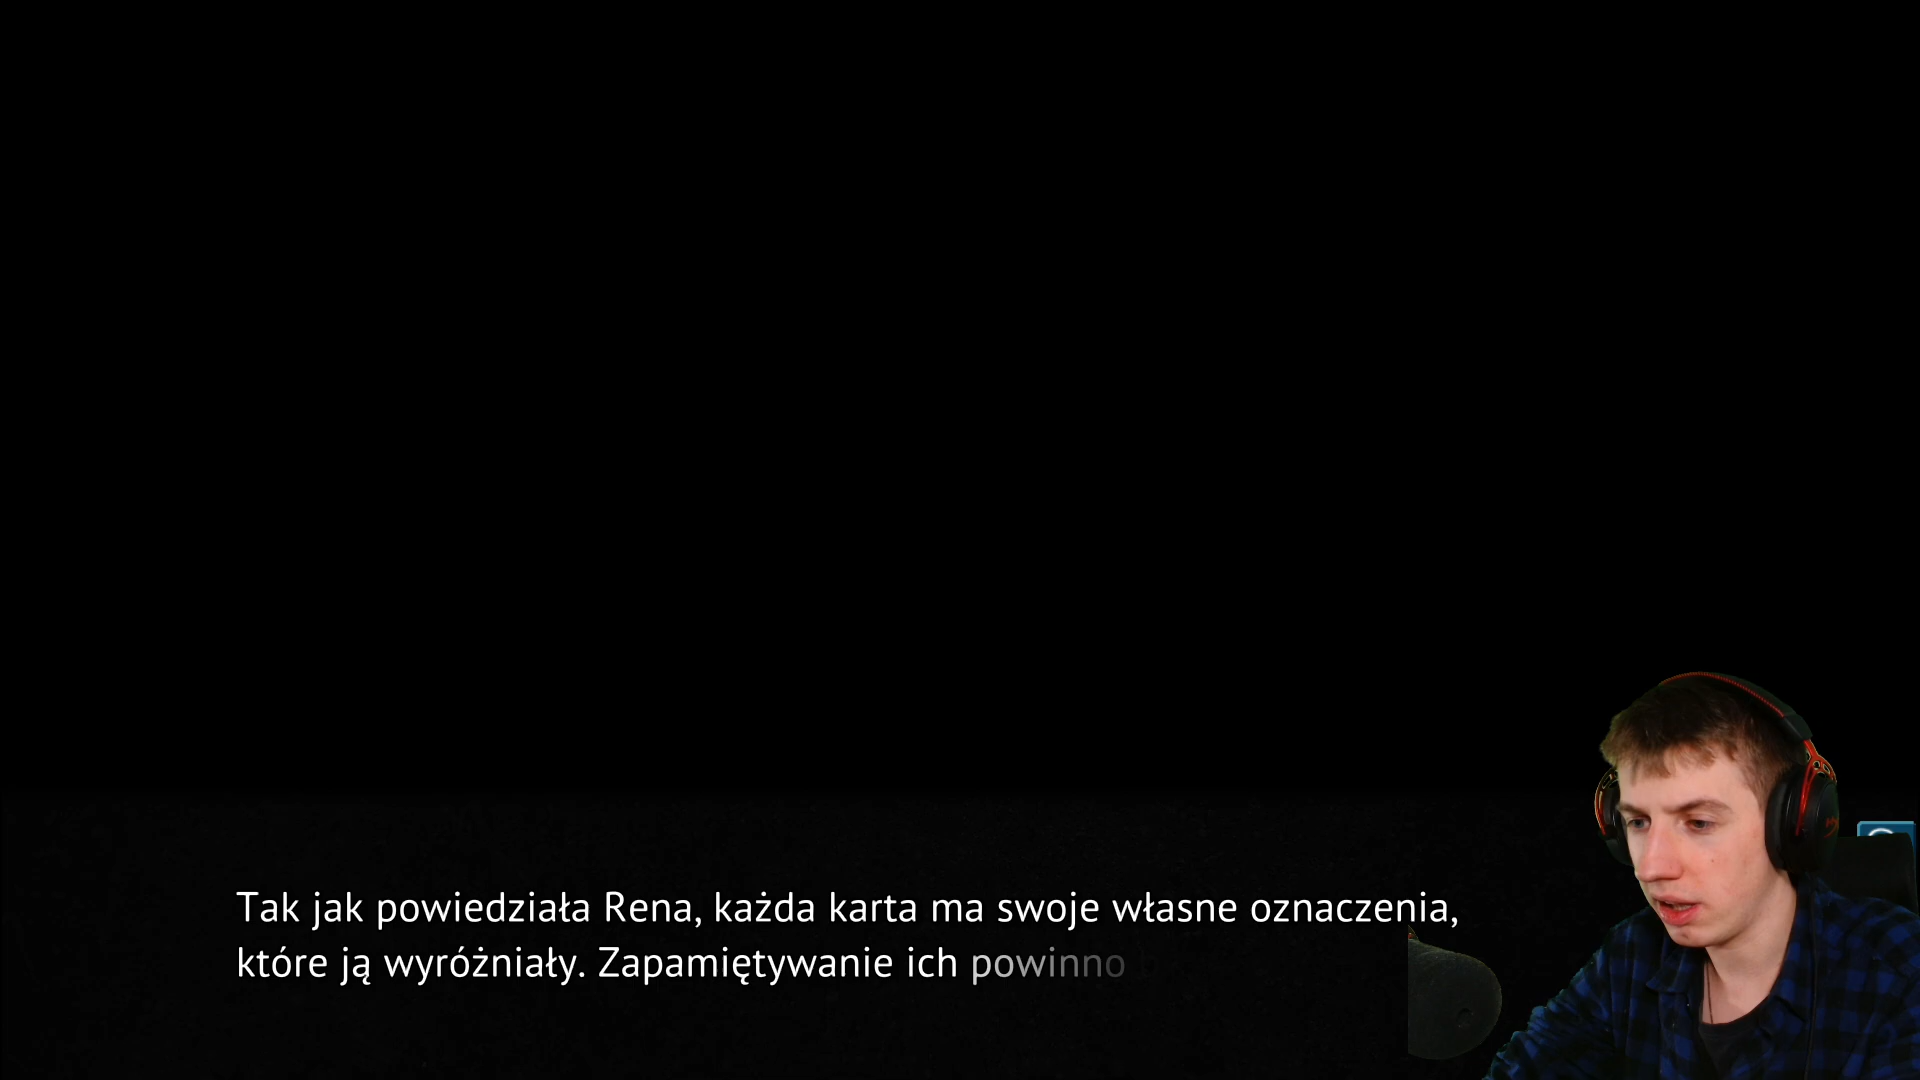 Tak jak powiedziała Rena, każda karta ma swoje własne oznaczenia,
które ją wyróżniały. Zapamiętywanie ich powinno